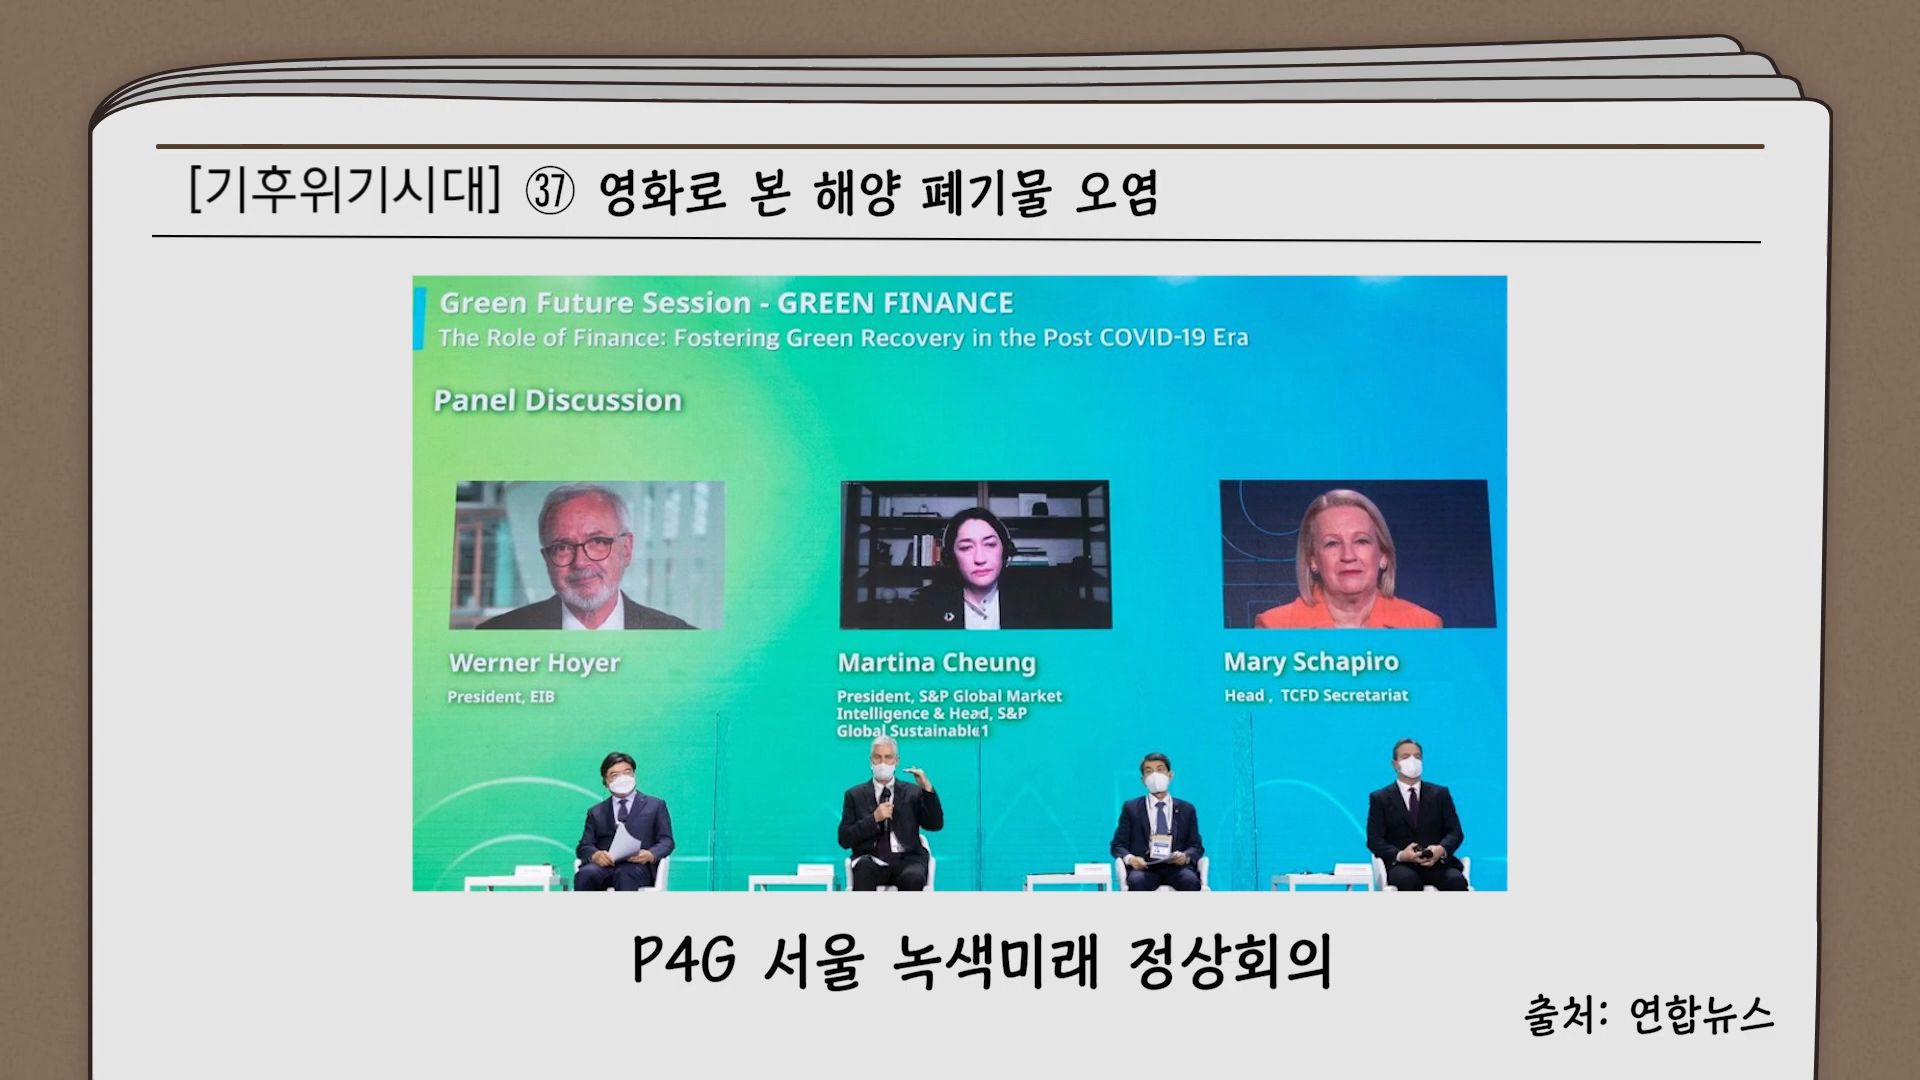 [기후위기시대] ㊲ 영화로 본 해양 폐기물 오염
Green Future Session - GREEN FINANCE
The Role of Finance: Fostering Green Recovery in the Post COVID-19 Era
Panel Discussion
Werner Hoyer
President, EIB
Martina Cheung
President, S&P Global Market
Intelligence & Head, S&P
Global Sustainable1
Mary Schapiro
Head , TCFD Secretariat
P4G 서울 녹색미래 정상회의
출처: 연합뉴스